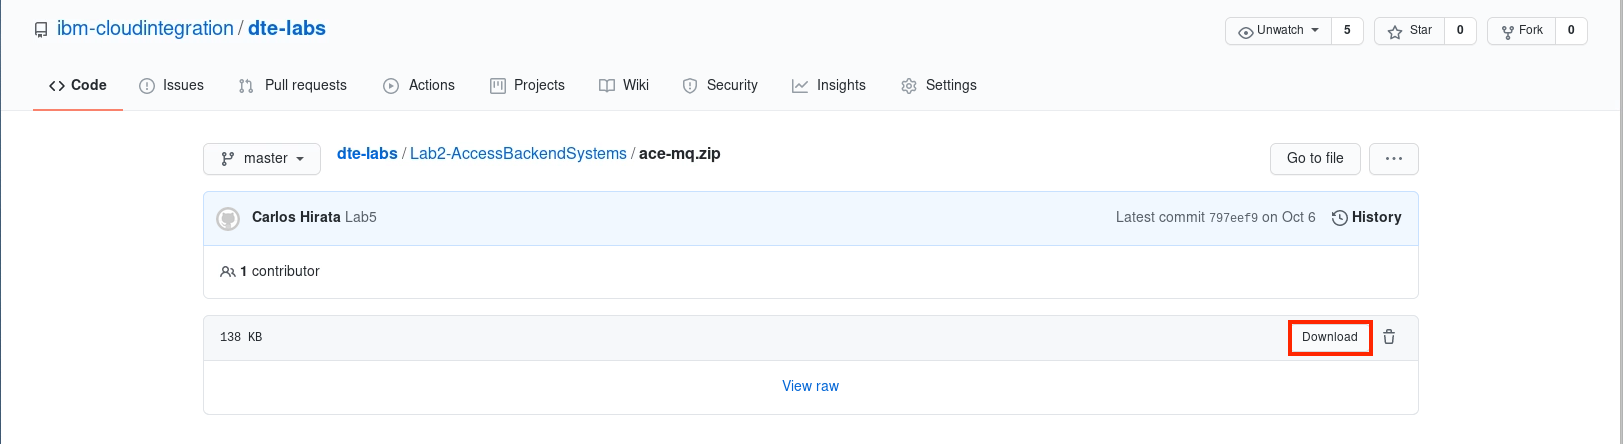 ibm-cloudintegration / dte-labs
Unwatch 5 Star 0 Fork 0
Code Issues Pull requests Actions Projects Wiki Security Insights Settings
master dte-labs / Lab2-AccessBackendSystems / ace-mq.zip Go to file ...
Carlos Hirata Lab5 Latest commit 797eef9 on Oct 6 History
1 contributor
138 KB Download
View raw